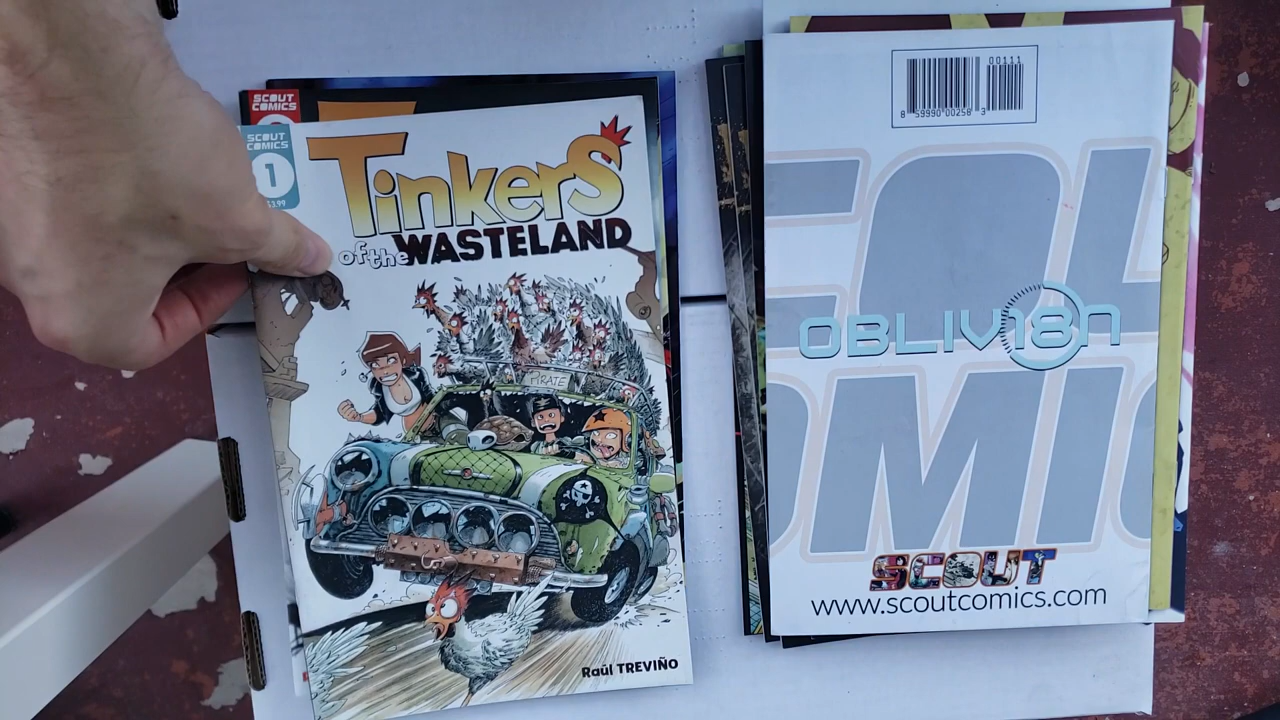 SCOUT
COMICS
SCOUT
COMICS
1
$3.99
Tinkers
of the WASTELAND
PIRATE
Raúl TREVIÑO
00111
8 59990 00258 3
OBLIV18N
SCOUT
www.scoutcomics.com